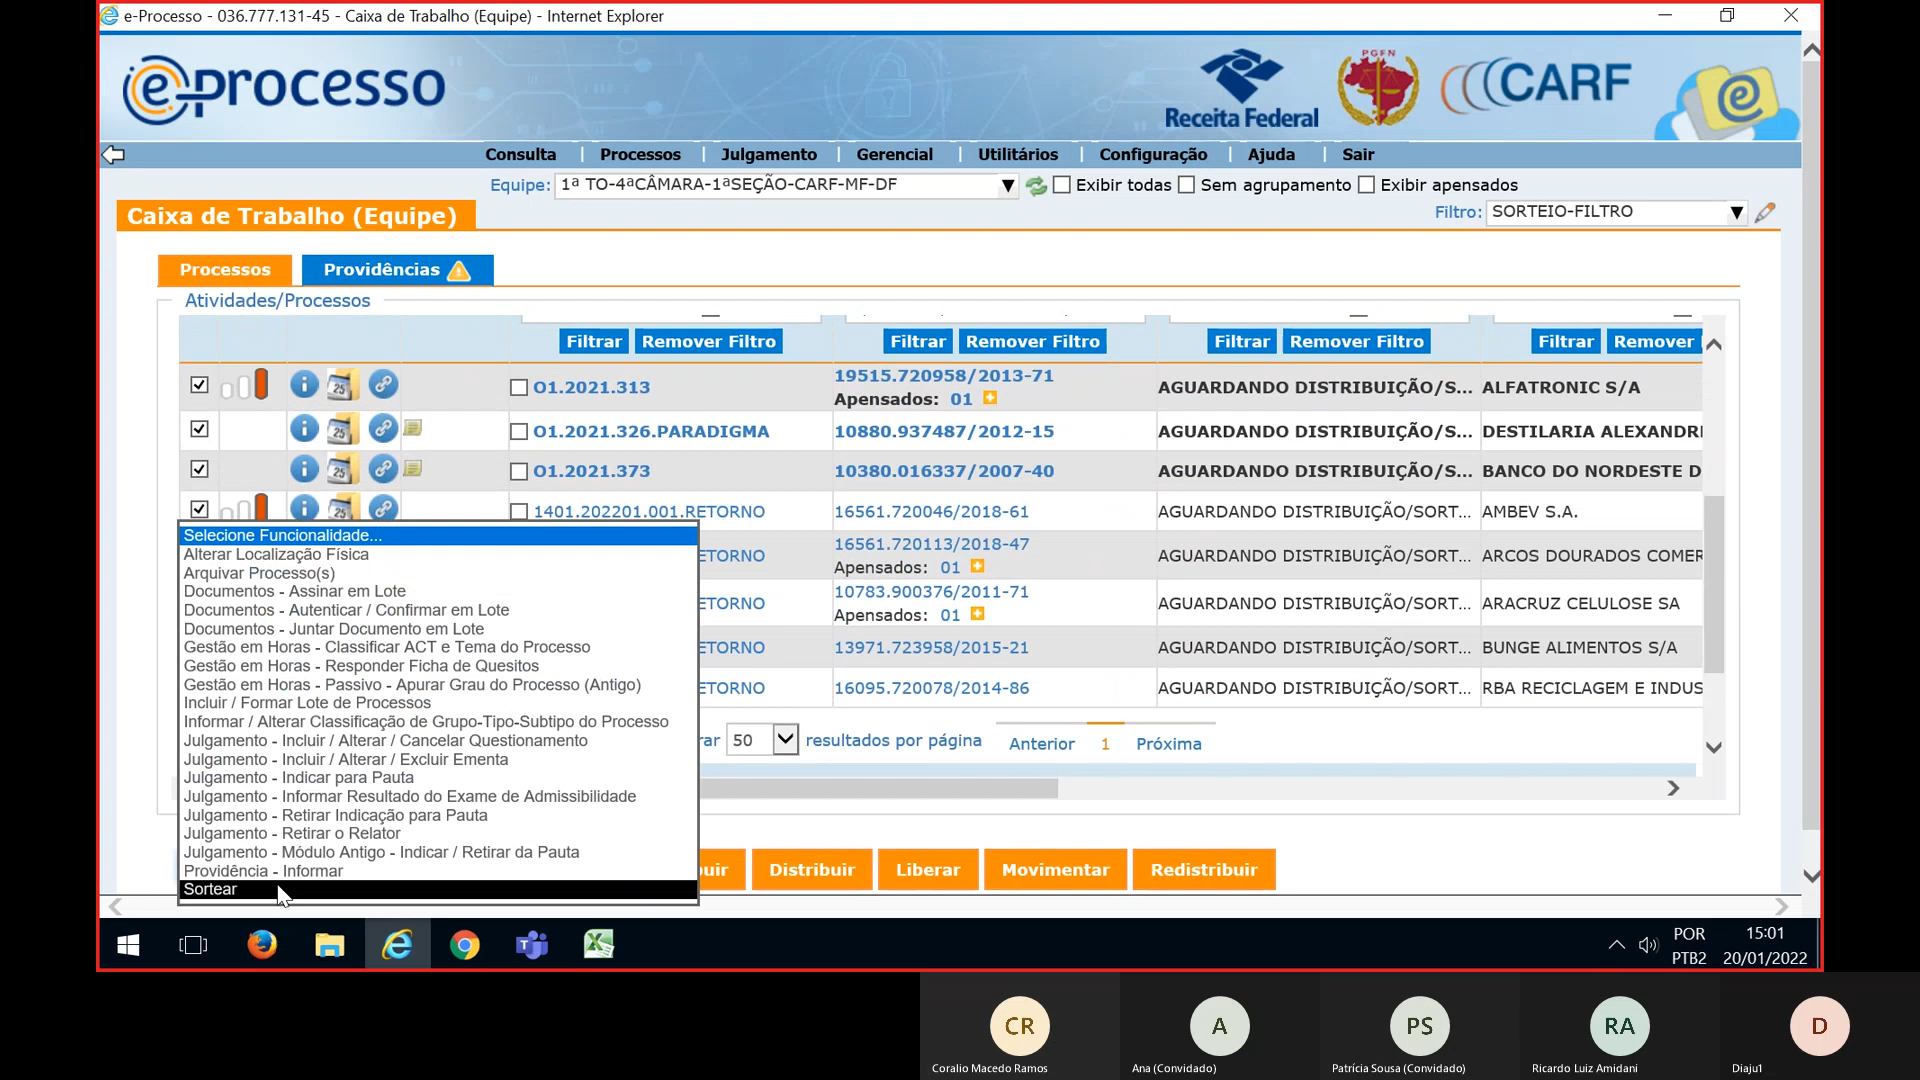 e-Processo - 036.777.131-45 - Caixa de Trabalho (Equipe) - Internet Explorer
e-processo
PGFN
Receita Federal
CARF
Consulta | Processos | Julgamento | Gerencial | Utilitários | Configuração | Ajuda | Sair
Equipe: 1ª TO-4ªCÂMARA-1ªSEÇÃO-CARF-MF-DF Exibir todas Sem agrupamento Exibir apensados
Filtro: SORTEIO-FILTRO
Caixa de Trabalho (Equipe)
Processos Providências
Atividades/Processos
Filtrar Remover Filtro Filtrar Remover Filtro Filtrar Remover Filtro Filtrar Remover
O1.2021.313 19515.720958/2013-71 AGUARDANDO DISTRIBUIÇÃO/S... ALFATRONIC S/A
Apensados: 01
O1.2021.326.PARADIGMA 10880.937487/2012-15 AGUARDANDO DISTRIBUIÇÃO/S... DESTILARIA ALEXANDRI
O1.2021.373 10380.016337/2007-40 AGUARDANDO DISTRIBUIÇÃO/S... BANCO DO NORDESTE D
1401.202201.001.RETORNO 16561.720046/2018-61 AGUARDANDO DISTRIBUIÇÃO/SORT... AMBEV S.A.
ETORNO 16561.720113/2018-47 AGUARDANDO DISTRIBUIÇÃO/SORT... ARCOS DOURADOS COMER
Apensados: 01
ETORNO 10783.900376/2011-71 AGUARDANDO DISTRIBUIÇÃO/SORT... ARACRUZ CELULOSE SA
Apensados: 01
ETORNO 13971.723958/2015-21 AGUARDANDO DISTRIBUIÇÃO/SORT... BUNGE ALIMENTOS S/A
ETORNO 16095.720078/2014-86 AGUARDANDO DISTRIBUIÇÃO/SORT... RBA RECICLAGEM E INDUS
rar 50 resultados por página Anterior 1 Próxima
Selecione Funcionalidade...
Alterar Localização Física
Arquivar Processo(s)
Documentos - Assinar em Lote
Documentos - Autenticar / Confirmar em Lote
Documentos - Juntar Documento em Lote
Gestão em Horas - Classificar ACT e Tema do Processo
Gestão em Horas - Responder Ficha de Quesitos
Gestão em Horas - Passivo - Apurar Grau do Processo (Antigo)
Incluir / Formar Lote de Processos
Informar / Alterar Classificação de Grupo-Tipo-Subtipo do Processo
Julgamento - Incluir / Alterar / Cancelar Questionamento
Julgamento - Incluir / Alterar / Excluir Ementa
Julgamento - Indicar para Pauta
Julgamento - Informar Resultado do Exame de Admissibilidade
Julgamento - Retirar Indicação para Pauta
Julgamento - Retirar o Relator
Julgamento - Módulo Antigo - Indicar / Retirar da Pauta
Providência - Informar
Sortear
uir Distribuir Liberar Movimentar Redistribuir
POR 15:01
PTB2 20/01/2022
CR A PS RA D
Coralio Macedo Ramos Ana (Convidado) Patrícia Sousa (Convidado) Ricardo Luiz Amidani Diaju1